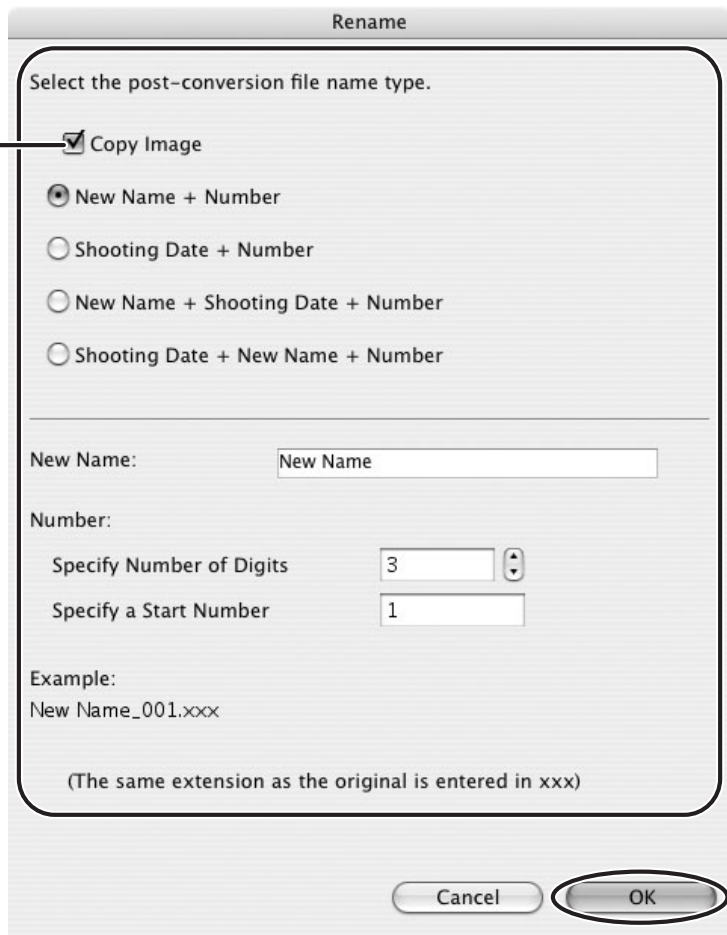 Rename
Select the post-conversion file name type.
Copy Image
New Name + Number
Shooting Date + Number
New Name + Shooting Date + Number
Shooting Date + New Name + Number
New Name: New Name
Number:
Specify Number of Digits 3
Specify a Start Number 1
Example:
New Name_001.xxx
(The same extension as the original is entered in xxx)
Cancel OK